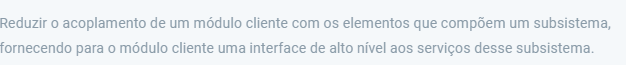 Reduzir o acoplamento de um módulo cliente com os elementos que compõem um subsistema,
fornecendo para o módulo cliente uma interface de alto nível aos serviços desse subsistema.